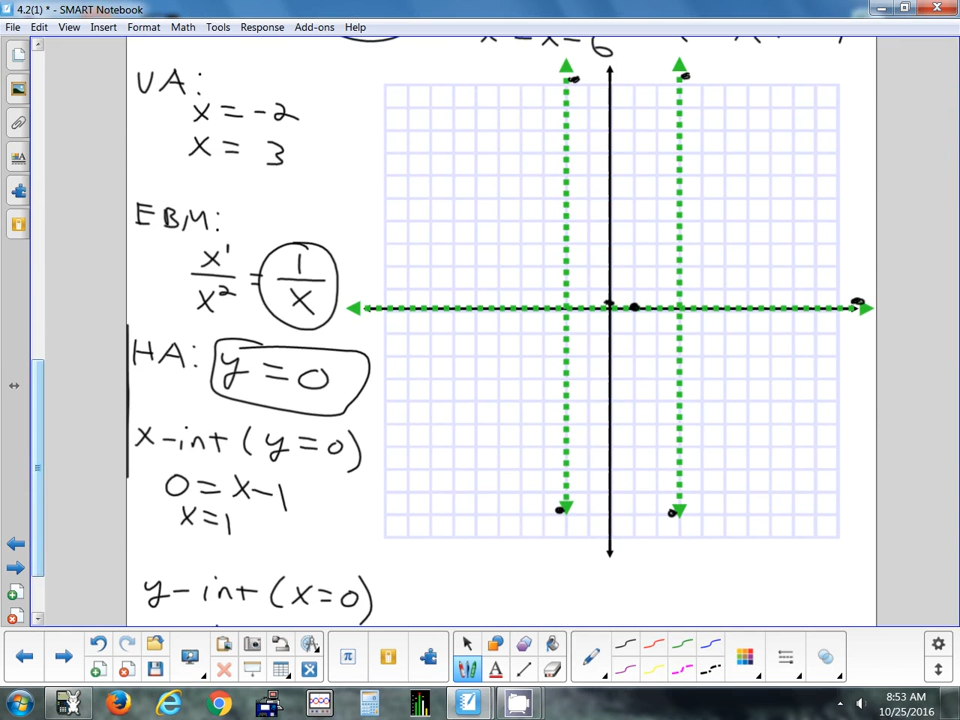 4.2(1) * - SMART Notebook
File Edit View Insert Format Math Tools Response Add-ons Help
VA:
x = -2
x = 3
EBM:
x¹/x² = 1/x
HA: y = 0
x-int (y = 0)
0 = x-1
x = 1
y-int (x = 0)
8:53 AM
10/25/2016